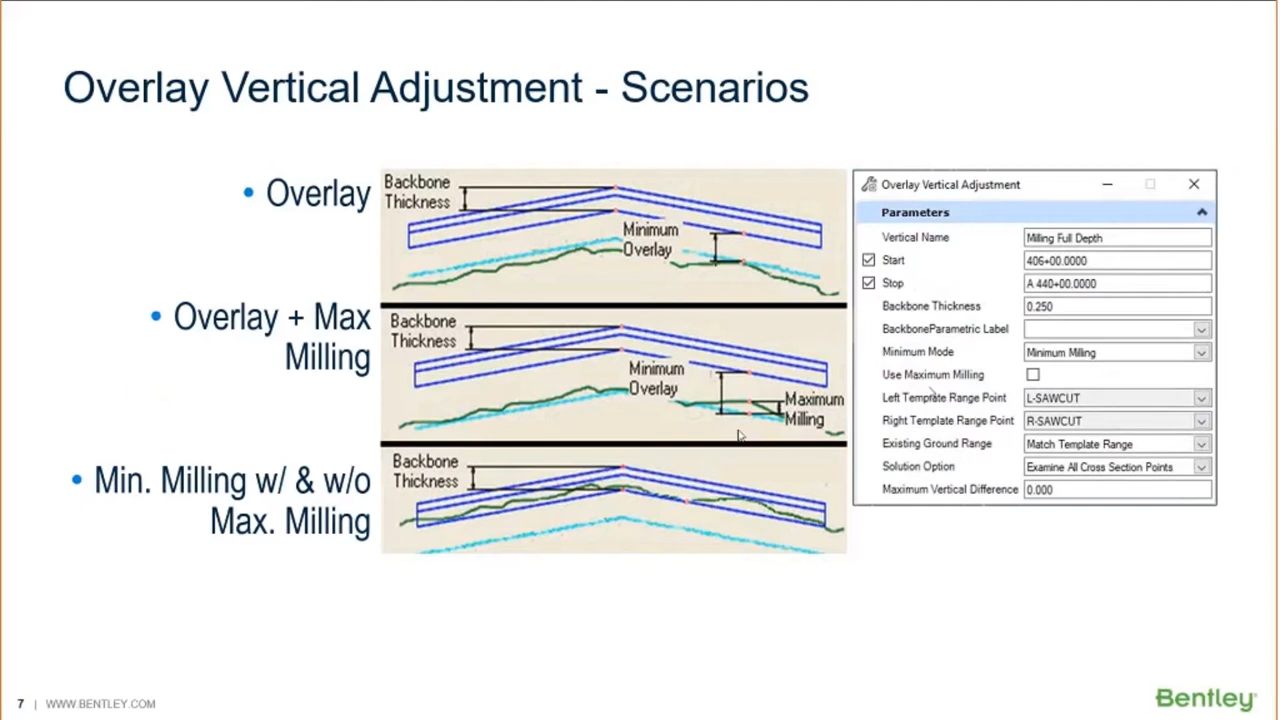 Overlay Vertical Adjustment - Scenarios
• Overlay
Backbone
Thickness
Minimum
Overlay
• Overlay + Max
Milling
Backbone
Thickness
Minimum
Overlay
Maximum
Milling
• Min. Milling w/ & w/o
Max. Milling
Backbone
Thickness
Overlay Vertical Adjustment
Parameters
Vertical Name Milling Full Depth
Start 406+00.0000
Stop A 440+00.0000
Backbone Thickness 0.250
BackboneParametric Label
Minimum Mode Minimum Milling
Use Maximum Milling
Left Template Range Point L-SAWCUT
Right Template Range Point R-SAWCUT
Existing Ground Range Match Template Range
Solution Option Examine All Cross Section Points
Maximum Vertical Difference 0.000
7 | WWW.BENTLEY.COM
Bentley